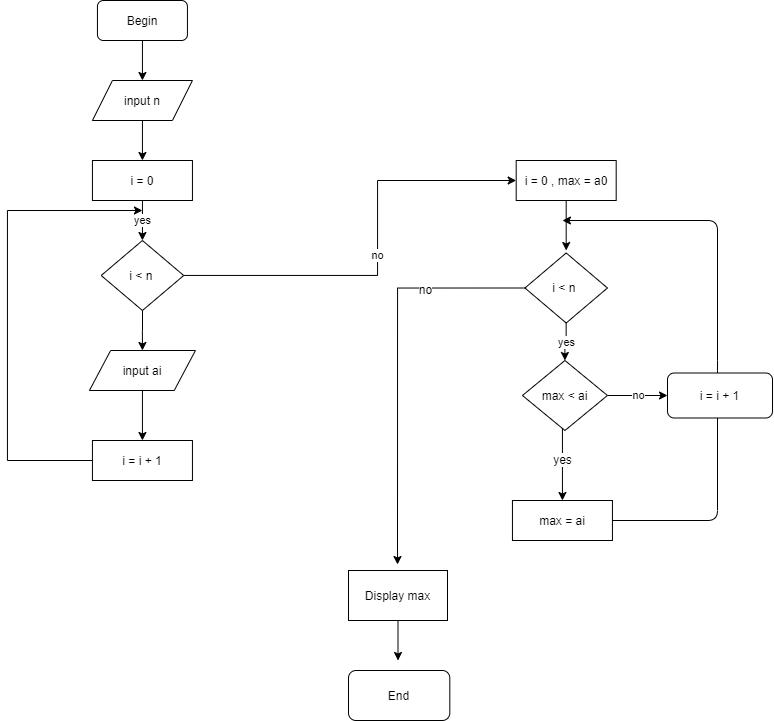 Begin
input n
i = 0
yes
i < n
no
input ai
i = i + 1
i = 0 , max = a0
i < n
no
yes
max < ai
no
i = i + 1
yes
max = ai
Display max
End